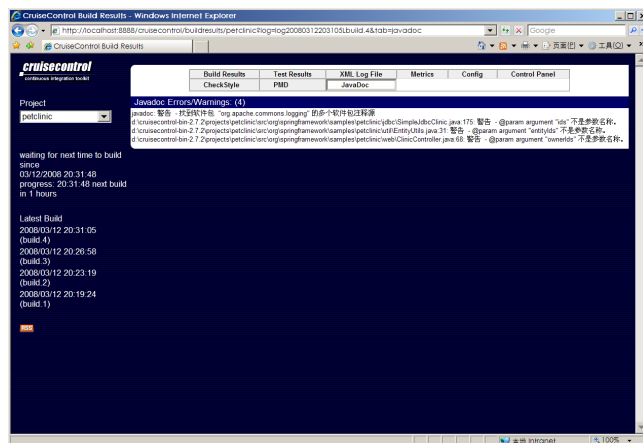 CruiseControl Build Results - Windows Internet Explorer
http://localhost:8888/cruisecontrol/buildresults/petclinic?log=log20080312203105Lbuild.4&tab=javadoc
Google
CruiseControl Build Results
页面(P)
工具(O)
cruisecontrol
continuous integration toolkit
Build Results
Test Results
XML Log File
Metrics
Config
Control Panel
CheckStyle
PMD
JavaDoc
Project
petclinic
Javadoc Errors/Warnings: (4)
javadoc: 警告 - 找到软件包 "org.apache.commons.logging" 的多个软件包注释源
d:\cruisecontrol-bin-2.7.2\projects\petclinic\src\org\springframework\samples\petclinic\jdbc\SimpleJdbcClinic.java:175: 警告 - @param argument "ids" 不是参数名称。
d:\cruisecontrol-bin-2.7.2\projects\petclinic\src\org\springframework\samples\petclinic\util\EntityUtils.java:31: 警告 - @param argument "entityIds" 不是参数名称。
d:\cruisecontrol-bin-2.7.2\projects\petclinic\src\org\springframework\samples\petclinic\web\ClinicController.java:68: 警告 - @param argument "ownerIds" 不是参数名称。
waiting for next time to build
since
03/12/2008 20:31:48
progress: 20:31:48 next build
in 1 hours
Latest Build
2008/03/12 20:31:05
(build.4)
2008/03/12 20:26:58
(build.3)
2008/03/12 20:23:19
(build.2)
2008/03/12 20:19:24
(build.1)
RSS
本地 Intranet
100%